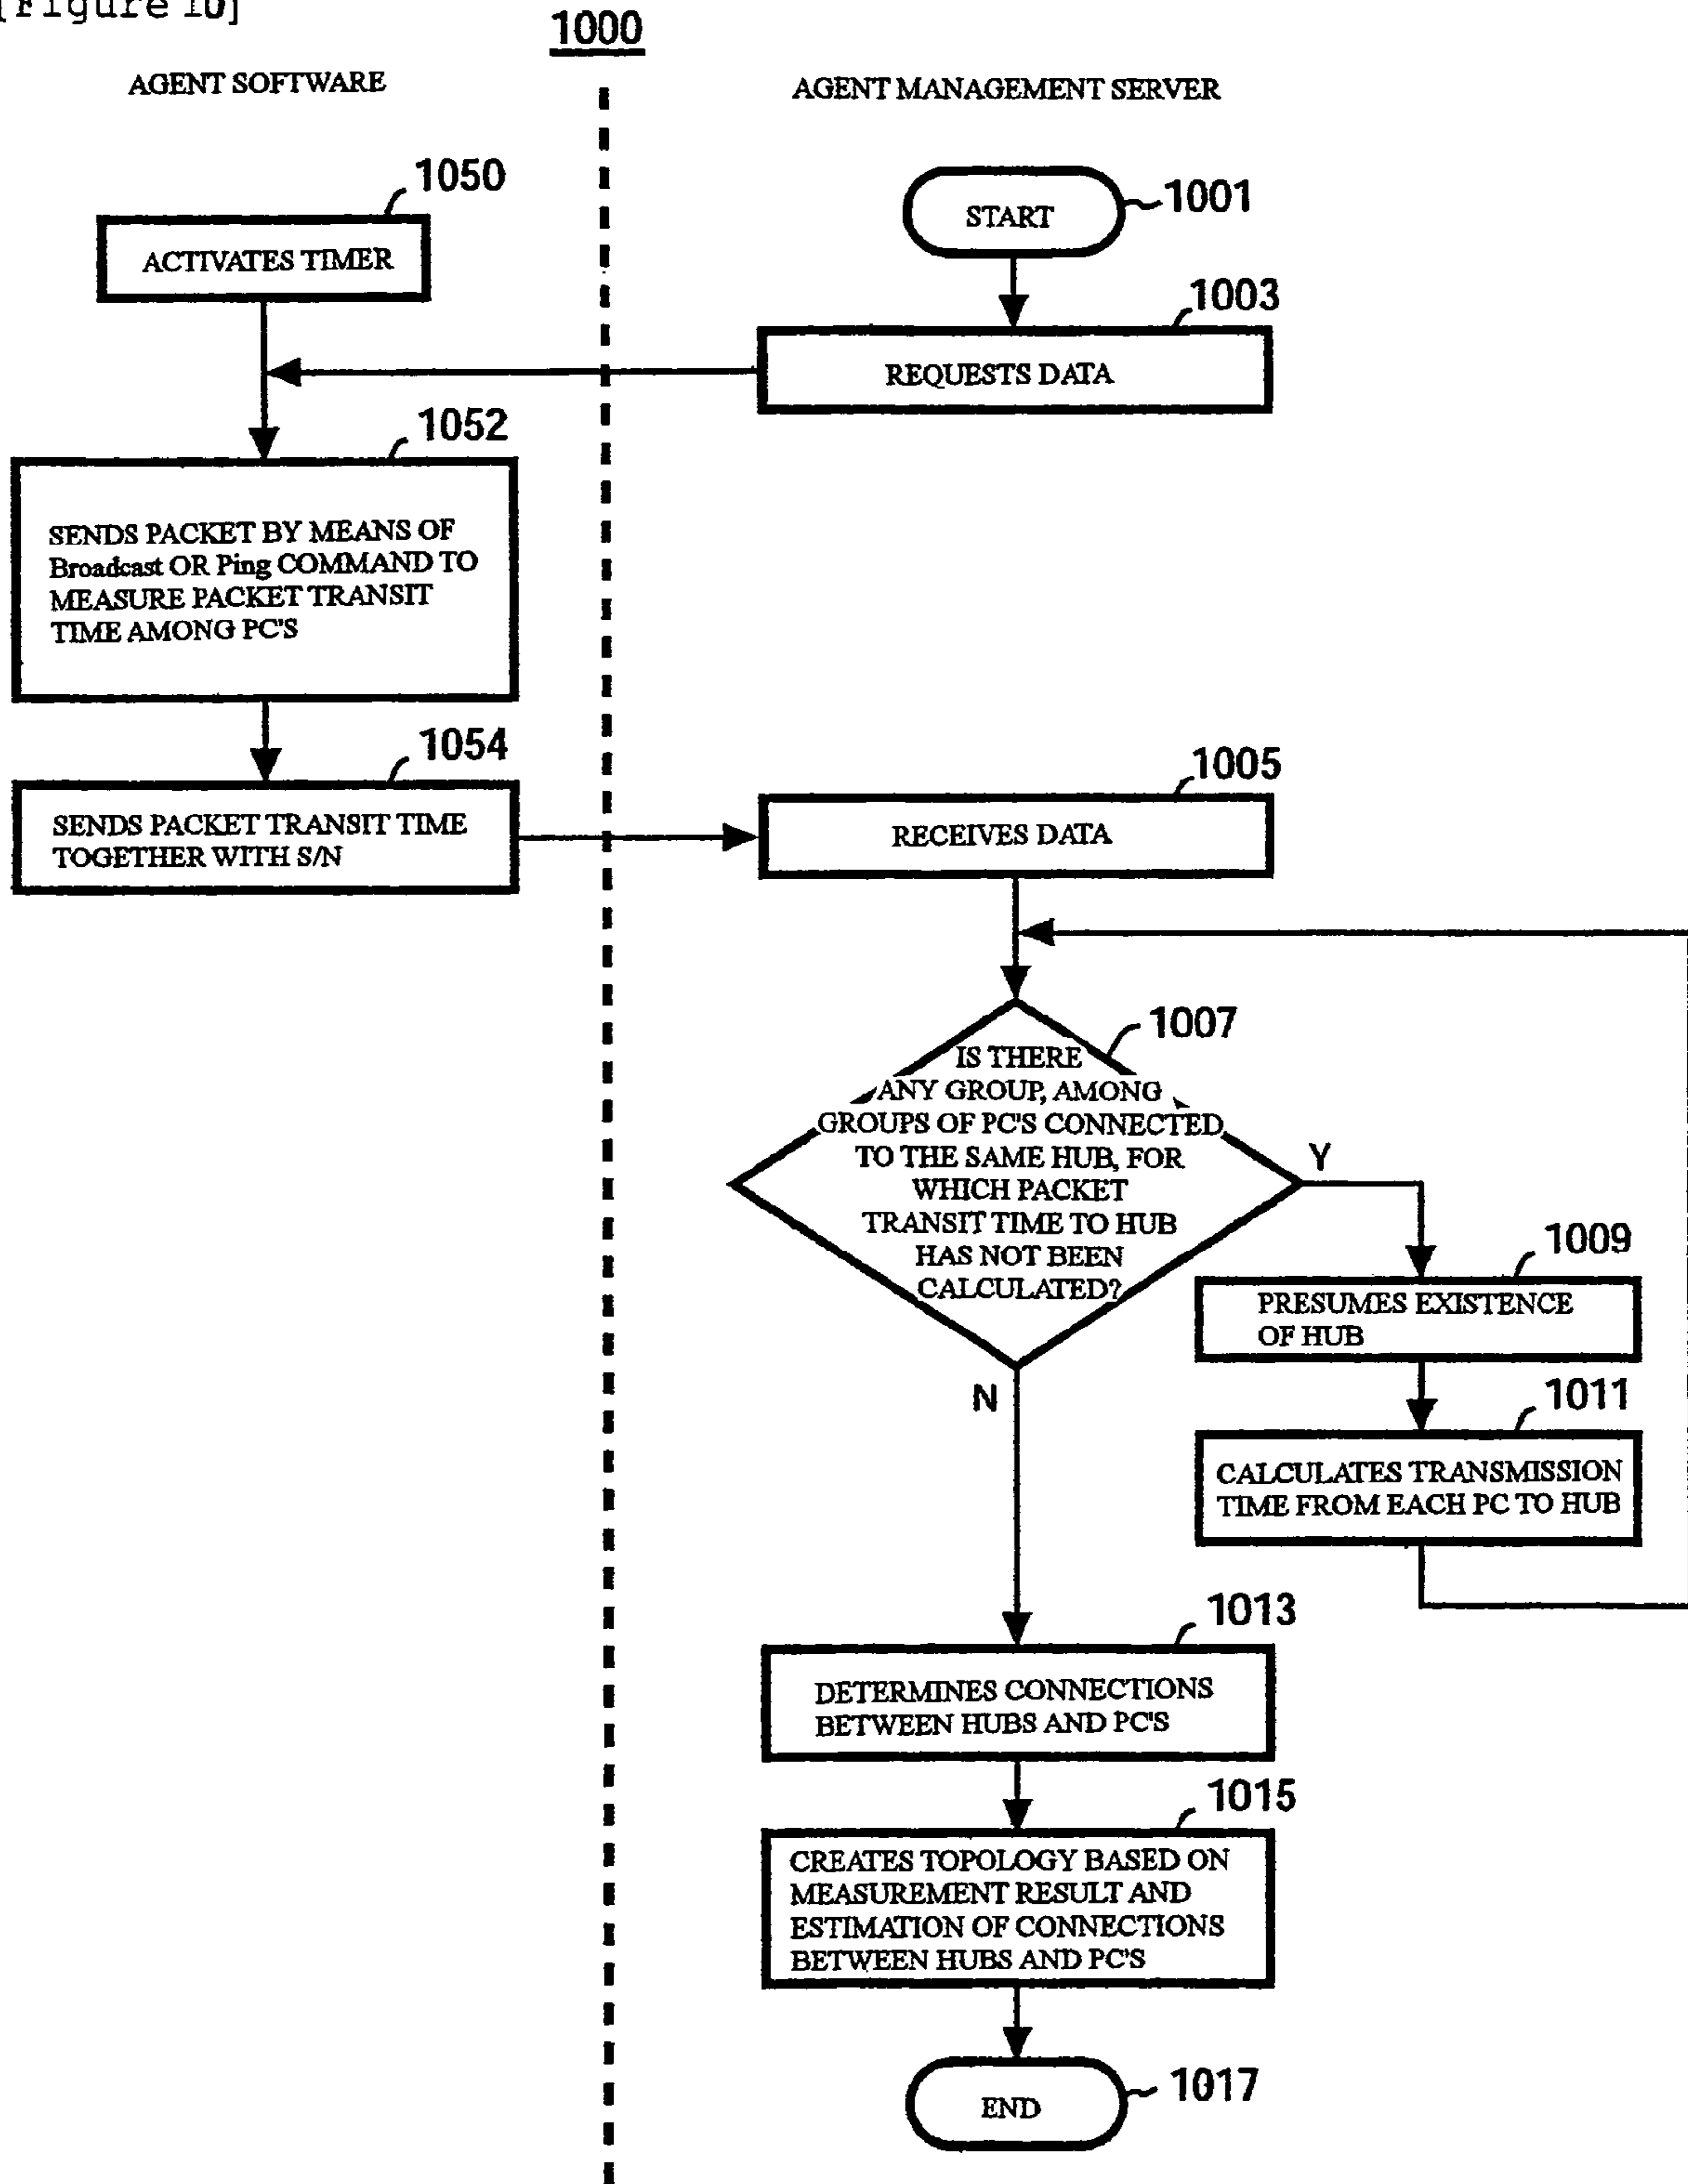 [Figure 10]
1000
AGENT SOFTWARE
AGENT MANAGEMENT SERVER
1050
ACTIVATES TIMER
START
1001
1003
REQUESTS DATA
1052
SENDS PACKET BY MEANS OF
Broadcast OR Ping COMMAND TO
MEASURE PACKET TRANSIT
TIME AMONG PC'S
1054
SENDS PACKET TRANSIT TIME
TOGETHER WITH S/N
1005
RECEIVES DATA
1007
IS THERE
ANY GROUP, AMONG
GROUPS OF PC'S CONNECTED
TO THE SAME HUB, FOR
WHICH PACKET
TRANSIT TIME TO HUB
HAS NOT BEEN
CALCULATED?
Y
N
1009
PRESUMES EXISTENCE
OF HUB
1011
CALCULATES TRANSMISSION
TIME FROM EACH PC TO HUB
1013
DETERMINES CONNECTIONS
BETWEEN HUBS AND PC'S
1015
CREATES TOPOLOGY BASED ON
MEASUREMENT RESULT AND
ESTIMATION OF CONNECTIONS
BETWEEN HUBS AND PC'S
END
1017